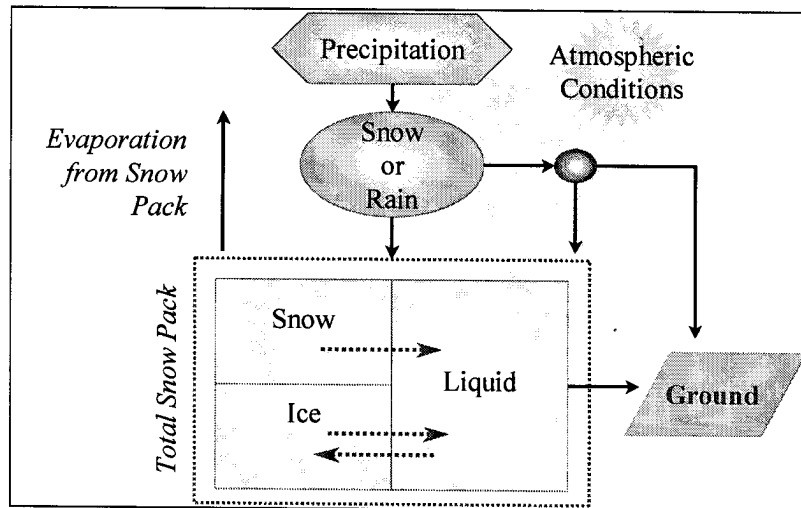 Precipitation
Atmospheric
Conditions
Snow
or
Rain
Evaporation
from Snow
Pack
Total Snow Pack
Snow
Liquid
Ice
Ground